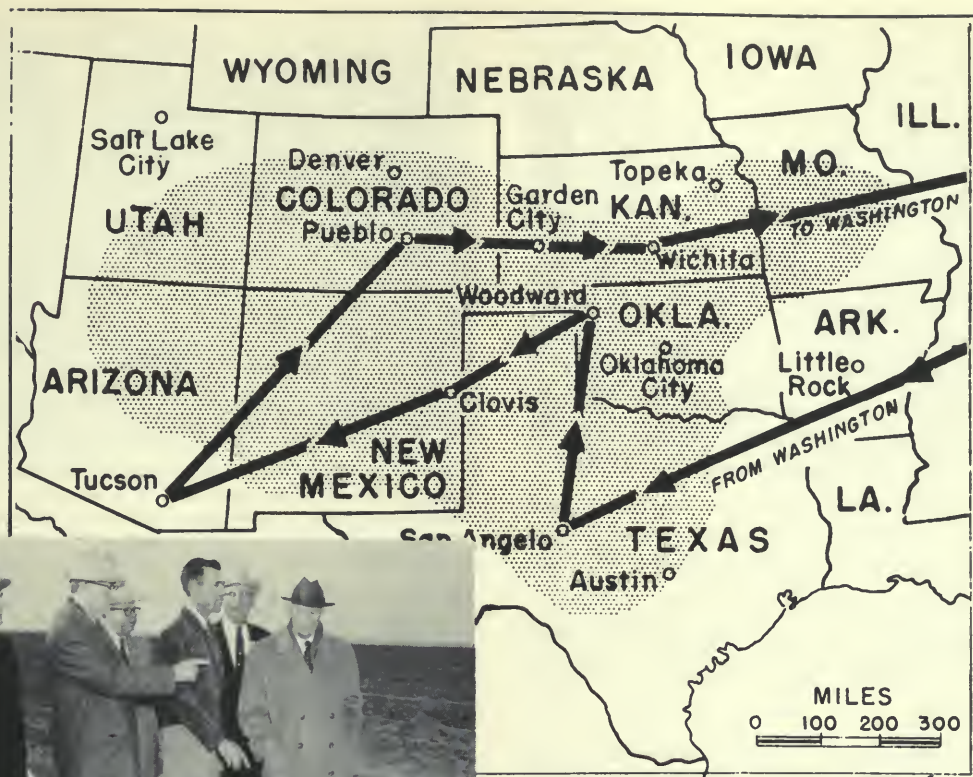 WYOMING
NEBRASKA
IOWA
ILL.
Salt Lake
City
Denver
Topeka
MO.
COLORADO
Garden
City
KAN.
UTAH
Pueblo
Wichita
TO WASHINGTON
Woodward
OKLA.
ARK.
Oklahoma
City
Little
Rock
ARIZONA
Clovis
FROM WASHINGTON
NEW
MEXICO
Tucson
LA.
San Angelo
TEXAS
Austin
MILES
0 100 200 300